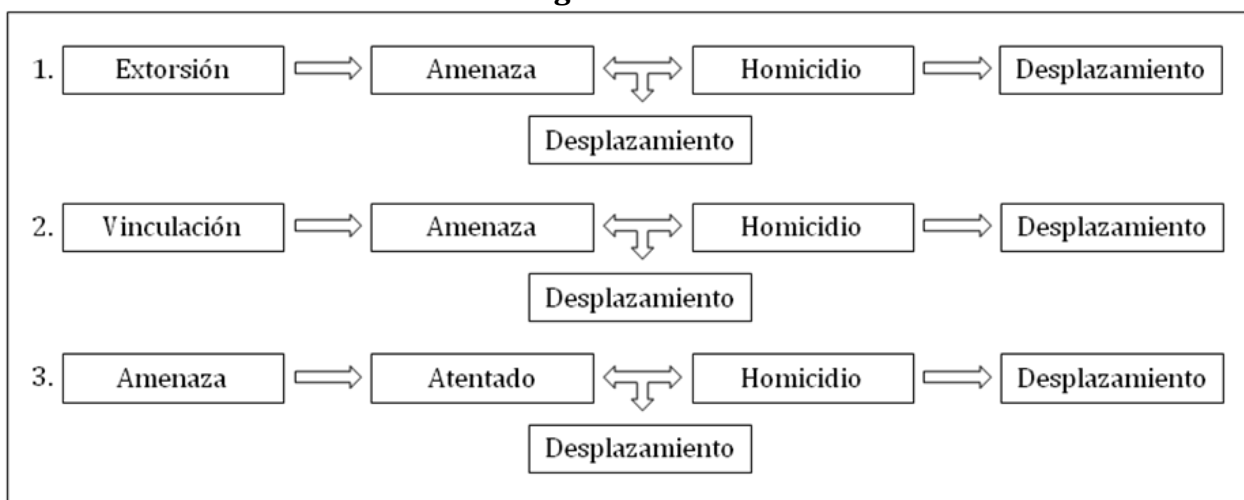 1. Extorsión Amenaza Homicidio Desplazamiento
Desplazamiento
2. Vinculación Amenaza Homicidio Desplazamiento
Desplazamiento
3. Amenaza Atentado Homicidio Desplazamiento
Desplazamiento